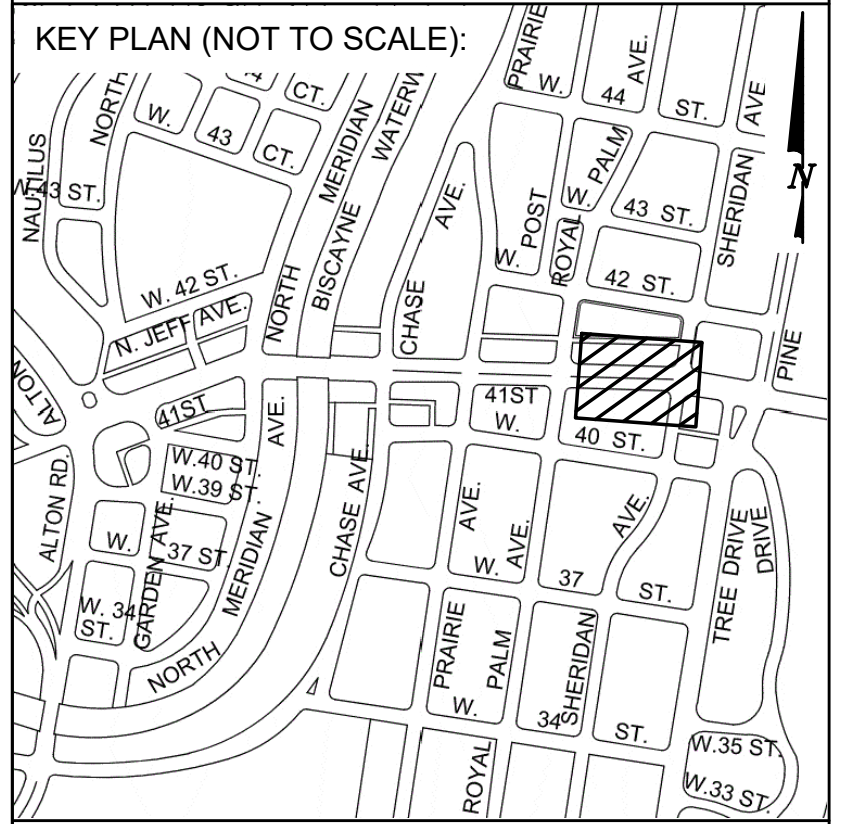 KEY PLAN (NOT TO SCALE):
PRAIRIE
W.
44
AVE.
ST.
AVE
N
NORTH
W.
43
CT.
CT.
MERIDIAN
WATERW
NAUTILUS
W.43 ST.
AVE.
POST
W.
PALM
W.
ROYAL
43 ST.
SHERIDAN
42 ST.
W. 42 ST.
N. JEFF AVE.
NORTH
BISCAYNE
CHASE
PINE
ALTON
41ST
AVE.
41ST
W.
40 ST.
W.40 ST.
W.39 ST.
ALTON RD.
W.
GARDEN AVE.
37 ST.
MERIDIAN
CHASE AVE.
AVE.
W.
AVE.
AVE.
37
ST.
TREE DRIVE
DRIVE
W. 34
ST.
NORTH
PRAIRIE
W.
PALM
SHERIDAN
34
ST.
ROYAL
W.35 ST.
W.33 ST.